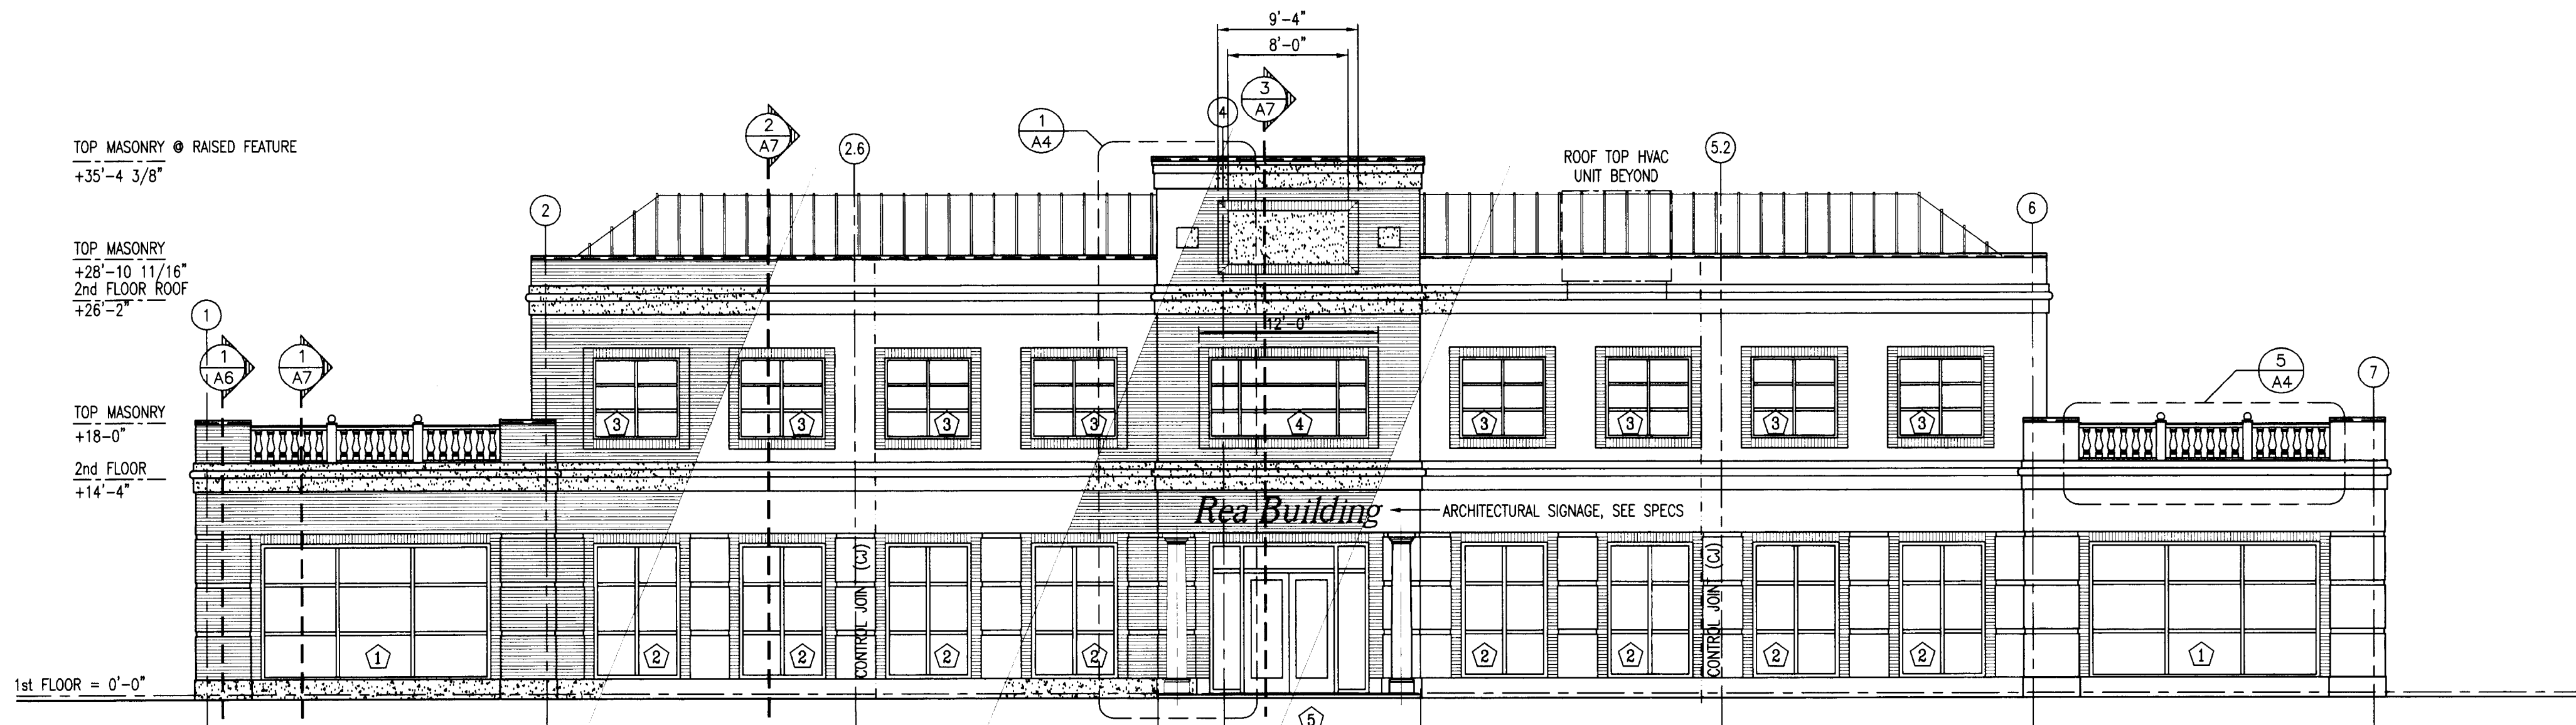 9'-4"
8'-0"
3
A7
4
1
A4
2
A7
2.6
5.2
TOP MASONRY @ RAISED FEATURE
+35'-4 3/8"
ROOF TOP HVAC
UNIT BEYOND
2
6
TOP MASONRY
+28'-10 11/16"
2nd FLOOR ROOF
+26'-2"
1
12'-0"
1
A6
1
A7
5
A4
7
TOP MASONRY
+18-0"
3
3
3
3
4
3
3
3
3
2nd FLOOR
+14'-4"
Rea Building
ARCHITECTURAL SIGNAGE, SEE SPECS
CONTROL JOINT (CJ)
CONTROL JOINT (CJ)
1
2
2
2
2
2
2
2
2
1
1st FLOOR = 0'-0"
5